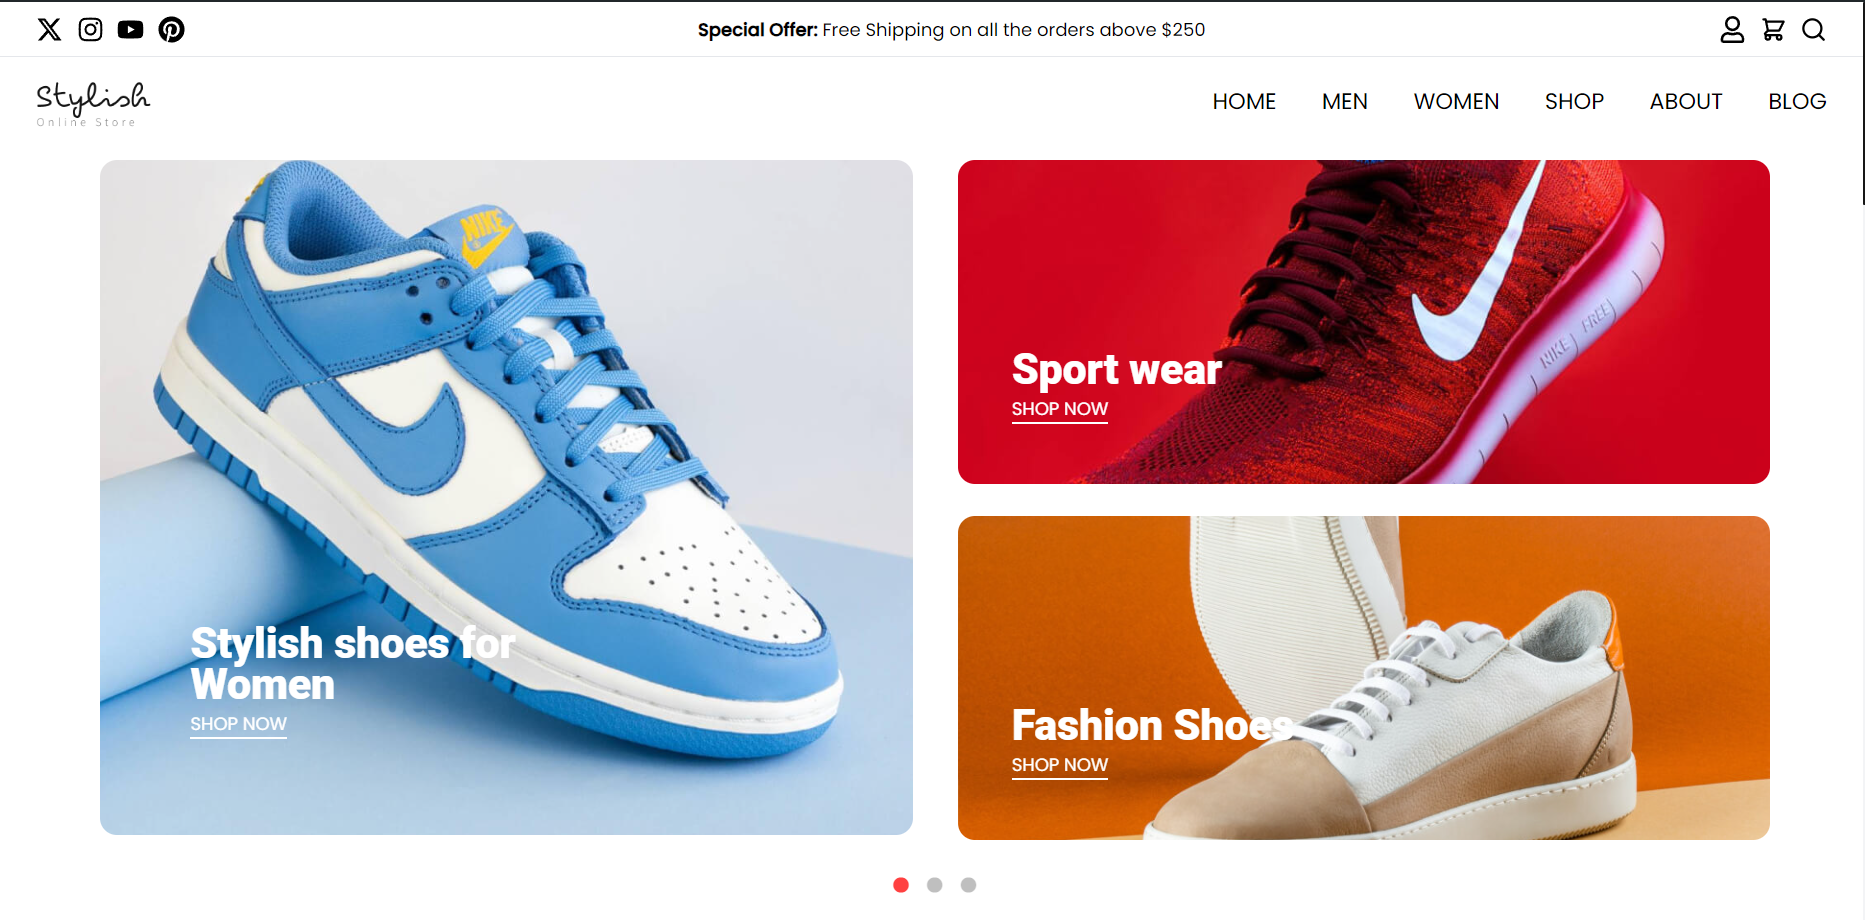 Special Offer: Free Shipping on all the orders above $250
Stylish
Online Store
HOME MEN WOMEN SHOP ABOUT BLOG
NIKE
Stylish shoes for
Women
SHOP NOW
NIKE FREE
Sport wear
SHOP NOW
Fashion Shoes
SHOP NOW